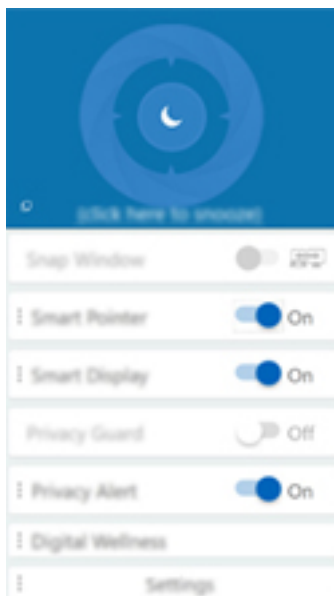 (click here to snooze)
Snap Window
Smart Pointer On
Smart Display On
Privacy Guard Off
Privacy Alert On
Digital Wellness
Settings